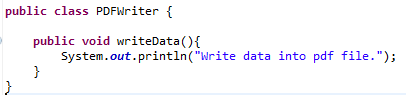 public class PDFWriter {
public void writeData(){
System.out.println("Write data into pdf file.");
}
}